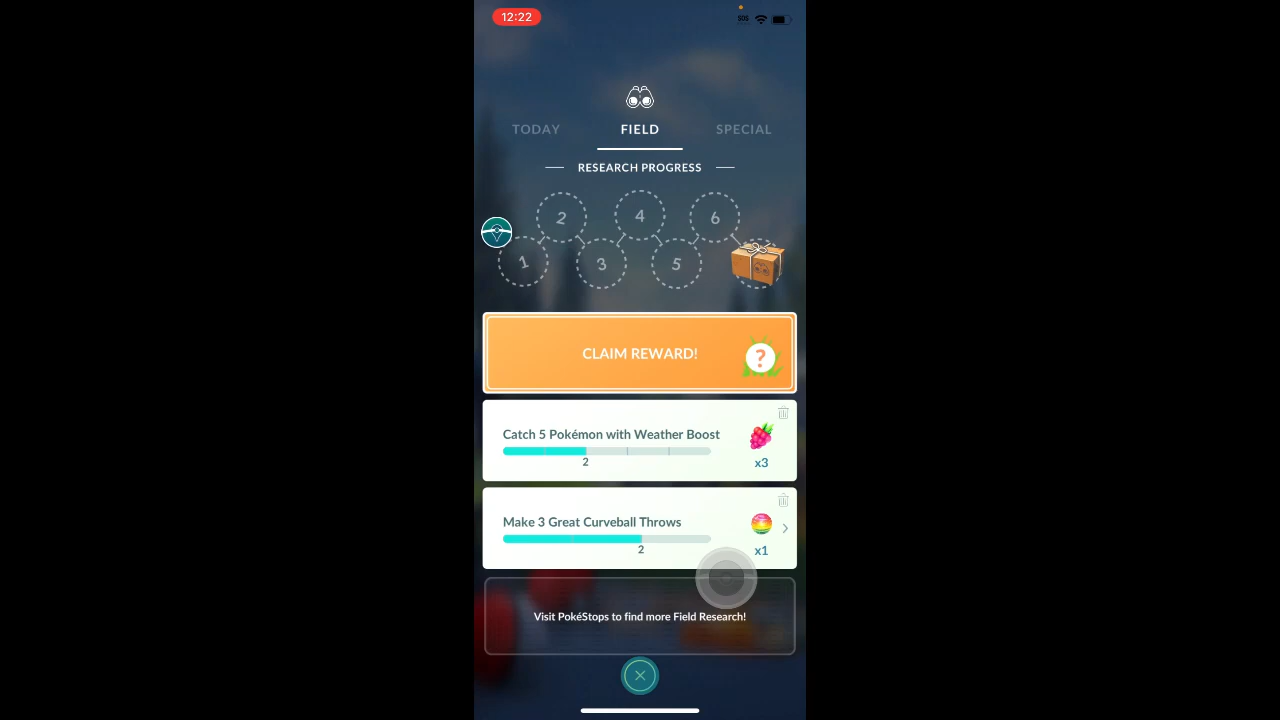 12:22
SOS
TODAY FIELD SPECIAL
RESEARCH PROGRESS
2 4 6
1 3 5
CLAIM REWARD!
?
Catch 5 Pokémon with Weather Boost
2
x3
Make 3 Great Curveball Throws
2
x1
Visit PokéStops to find more Field Research!